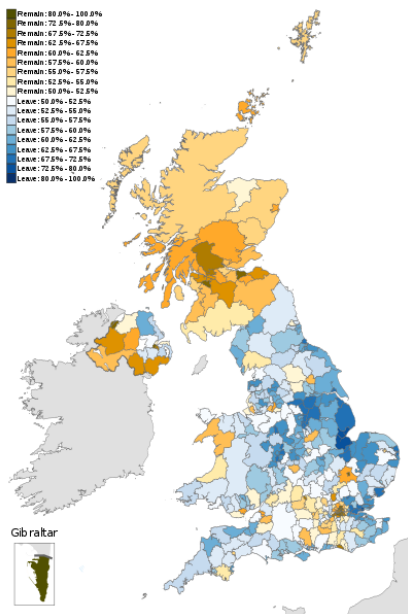 Remain: 80.0% - 100.0%
Remain: 72.5% - 80.0%
Remain: 67.5% - 72.5%
Remain: 62.5% - 67.5%
Remain: 60.0% - 62.5%
Remain: 57.5% - 60.0%
Remain: 55.0% - 57.5%
Remain: 52.5% - 55.0%
Remain: 50.0% - 52.5%
Leave: 50.0% - 52.5%
Leave: 52.5% - 55.0%
Leave: 55.0% - 57.5%
Leave: 57.5% - 60.0%
Leave: 60.0% - 62.5%
Leave: 62.5% - 67.5%
Leave: 67.5% - 72.5%
Leave: 72.5% - 80.0%
Leave: 80.0% - 100.0%
Gibraltar